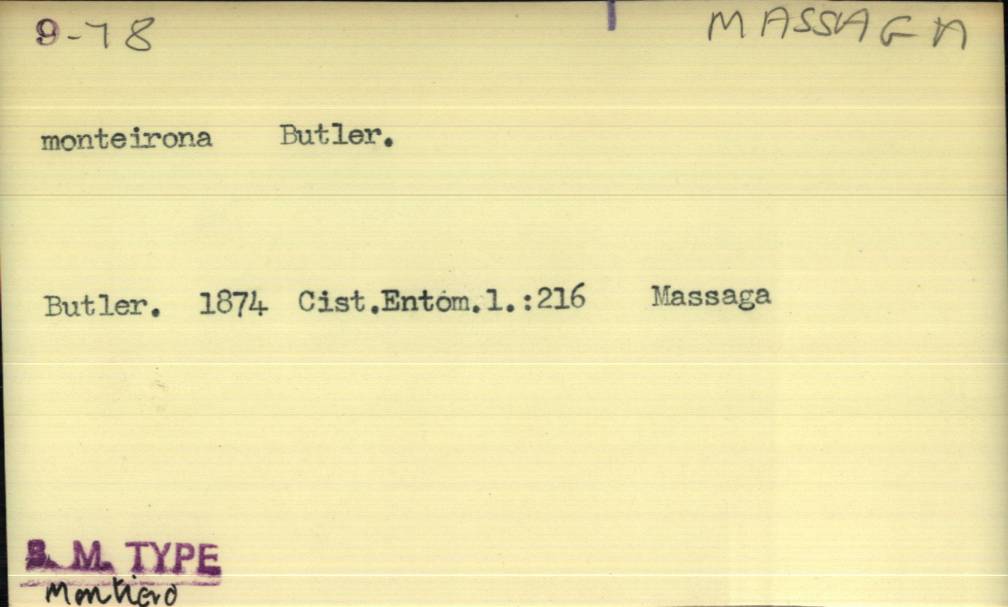 9-78 MASSAGA
monteirona Butler.
Butler. 1874 Cist.Entom.1.:216 Massaga
B. M. TYPE
Montiero